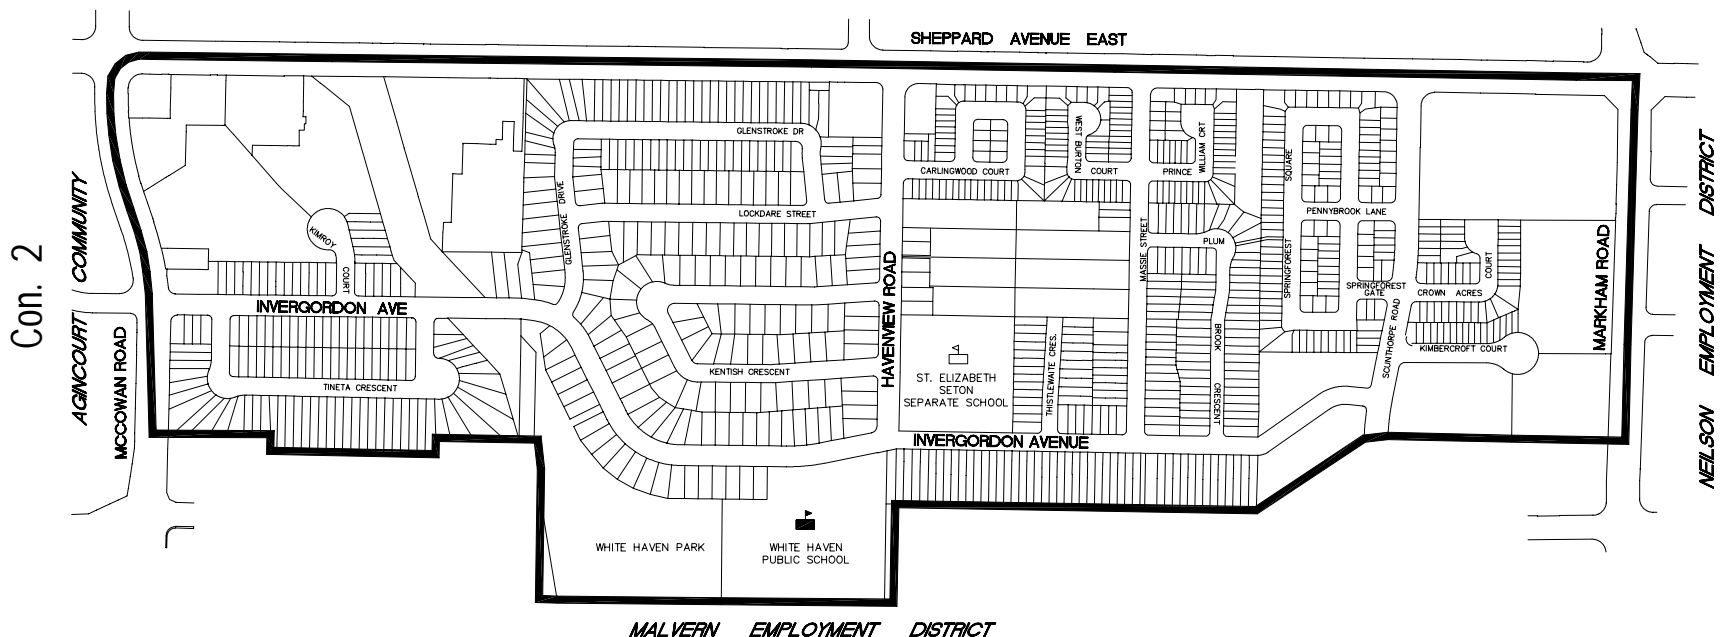 SHEPPARD AVENUE EAST
GLENSTROKE DR
GLENSTROKE DRIVE
LOCKDARE STREET
CARLINGWOOD COURT
WEST BURTON
COURT
PRINCE
WILLIAM CRT
SQUARE
SPRINGFOREST
PENNYBROOK LANE
KIMROY
COURT
HAVENVIEW ROAD
MASSIE STREET
PLUM
BROOK
CRESCENT
SPRINGFOREST
GATE
CROWN ACRES
COURT
KIMBERCROFT COURT
SCUNTHORPE ROAD
MARKHAM ROAD
INVERGORDON AVE
TINETA CRESCENT
KENTISH CRESCENT
ST. ELIZABETH
SETON
SEPARATE SCHOOL
THISTLEWAITE CRES.
INVERGORDON AVENUE
WHITE HAVEN PARK
WHITE HAVEN
PUBLIC SCHOOL
Con. 2
AGINCOURT COMMUNITY
MCCOWAN ROAD
NEILSON EMPLOYMENT DISTRICT
MALVERN EMPLOYMENT DISTRICT